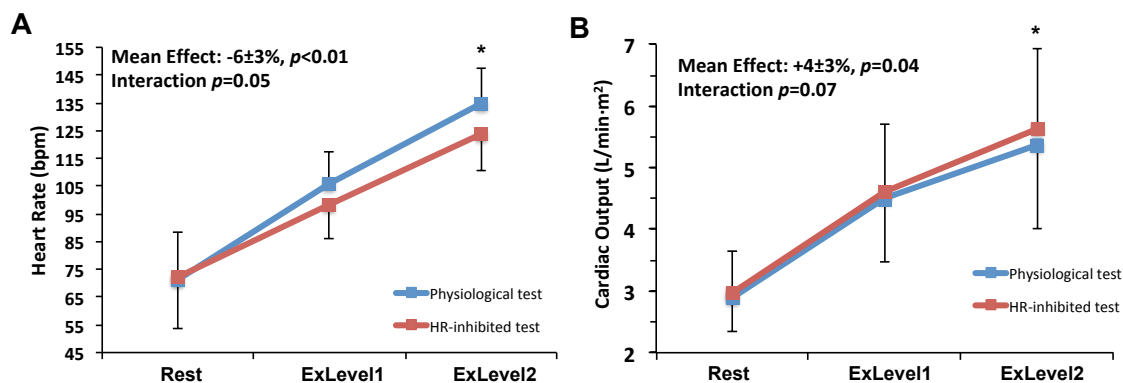 A
Mean Effect: -6±3%, p<0.01
Interaction p=0.05
*
155
145
135
125
115
105
95
85
75
65
55
45
Heart Rate (bpm)
Physiological test
HR-inhibited test
Rest ExLevel1 ExLevel2
B
Mean Effect: +4±3%, p=0.04
Interaction p=0.07
*
7
6
5
4
3
2
Cardiac Output (L/min·m²)
Physiological test
HR-inhibited test
Rest ExLevel1 ExLevel2